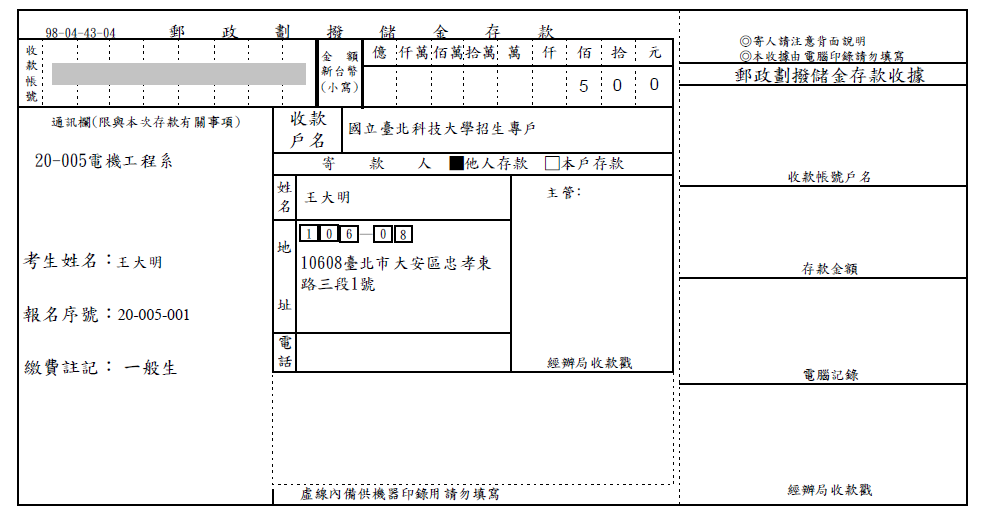 98-04-43-04 郵政劃撥儲金存款
收款帳號
金額新台幣(小寫)
億 仟萬 佰萬 拾萬 萬 仟 佰 拾 元
5 0 0
◎寄人請注意背面說明
◎本收據由電腦印錄請勿填寫
郵政劃撥儲金存款收據
通訊欄(限與本次存款有關事項)
20-005電機工程系
考生姓名：王大明
報名序號：20-005-001
繳費註記：一般生
收款戶名
國立臺北科技大學招生專戶
寄款人 ■他人存款 □本戶存款
姓名
王大明
主管：
地址
106-08
10608臺北市大安區忠孝東
路三段1號
電話
經辦局收款戳
虛線內備供機器印錄用請勿填寫
收款帳號戶名
存款金額
電腦記錄
經辦局收款戳